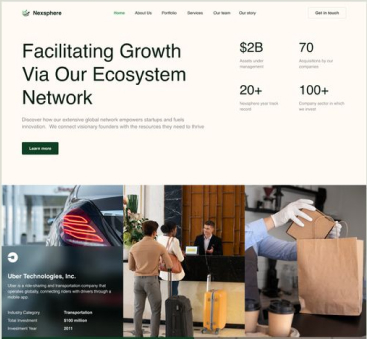 Nexsphere
Home About Us Portfolio Services Our team Our story
Get in touch
Facilitating Growth
Via Our Ecosystem
Network
Discover how our extensive global network empowers startups and fuels
innovation. We connect visionary founders with the resources they need to thrive
Learn more
$2B
Assets under
management
70
Acquisitions by our
companies
20+
Nexsphere year track
record
100+
Company sector in which
we invest
Uber Technologies, Inc.
Uber is a ride-sharing and transportation company that
operates globally, connecting riders with drivers through a
mobile app.
Industry Category Transportation
Total Investment $100 million
Investment Year 2011